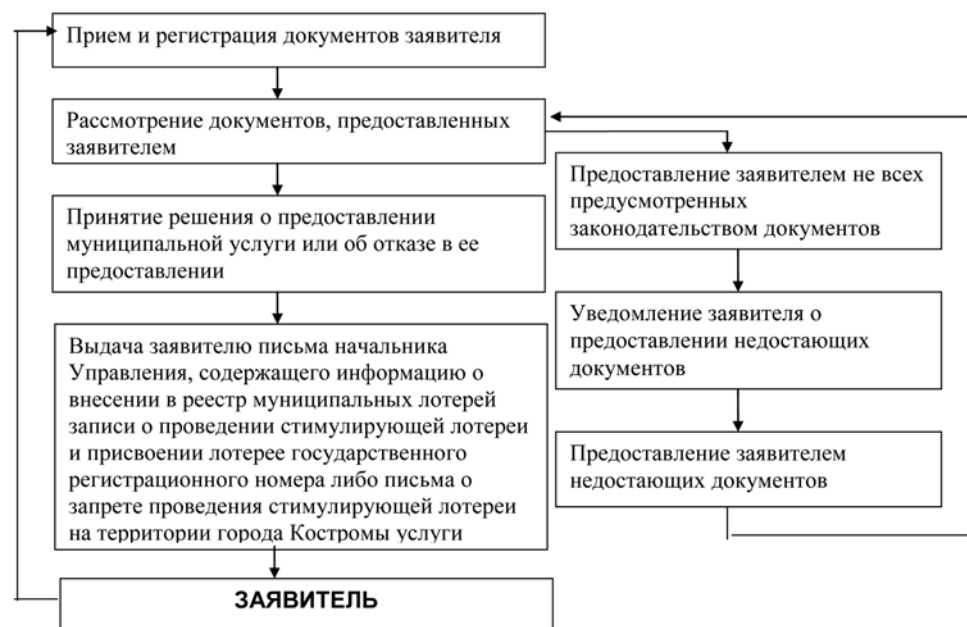 Прием и регистрация документов заявителя
Рассмотрение документов, предоставленных
заявителем
Принятие решения о предоставлении
муниципальной услуги или об отказе в ее
предоставлении
Выдача заявителю письма начальника
Управления, содержащего информацию о
внесении в реестр муниципальных лотерей
записи о проведении стимулирующей лотереи
и присвоении лотерее государственного
регистрационного номера либо письма о
запрете проведения стимулирующей лотереи
на территории города Костромы услуги
ЗАЯВИТЕЛЬ
Предоставление заявителем не всех
предусмотренных
законодательством документов
Уведомление заявителя о
предоставлении недостающих
документов
Предоставление заявителем
недостающих документов